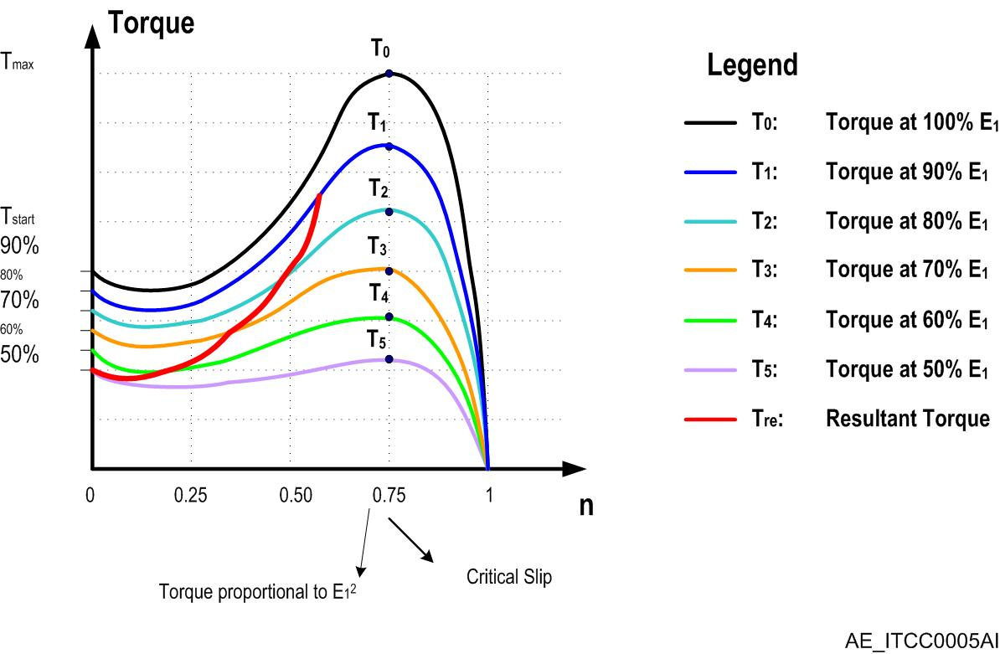 Torque
Tmax
T0
T1
T2
Tstart
90%
T3
80%
70%
T4
60%
T5
50%
0 0.25 0.50 0.75 1
n
Torque proportional to E1²
Critical Slip
Legend
T0: Torque at 100% E1
T1: Torque at 90% E1
T2: Torque at 80% E1
T3: Torque at 70% E1
T4: Torque at 60% E1
T5: Torque at 50% E1
Tre: Resultant Torque
AE_ITCC0005AI